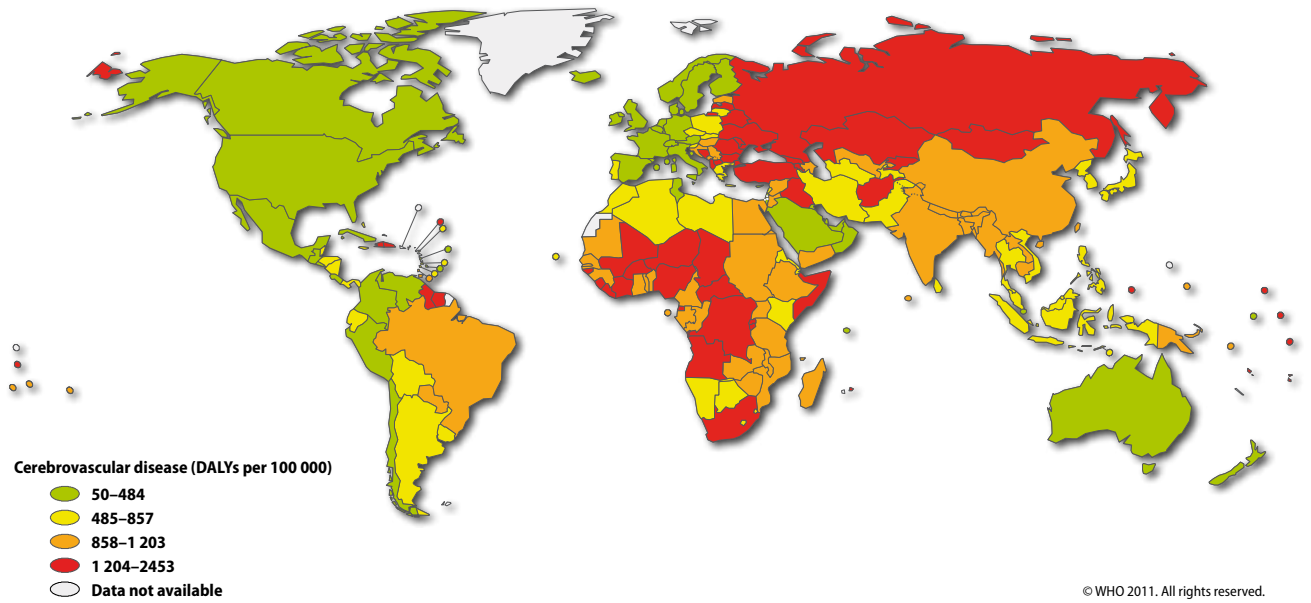 Cerebrovascular disease (DALYs per 100 000)
50–484
485–857
858–1 203
1 204–2453
Data not available
© WHO 2011. All rights reserved.